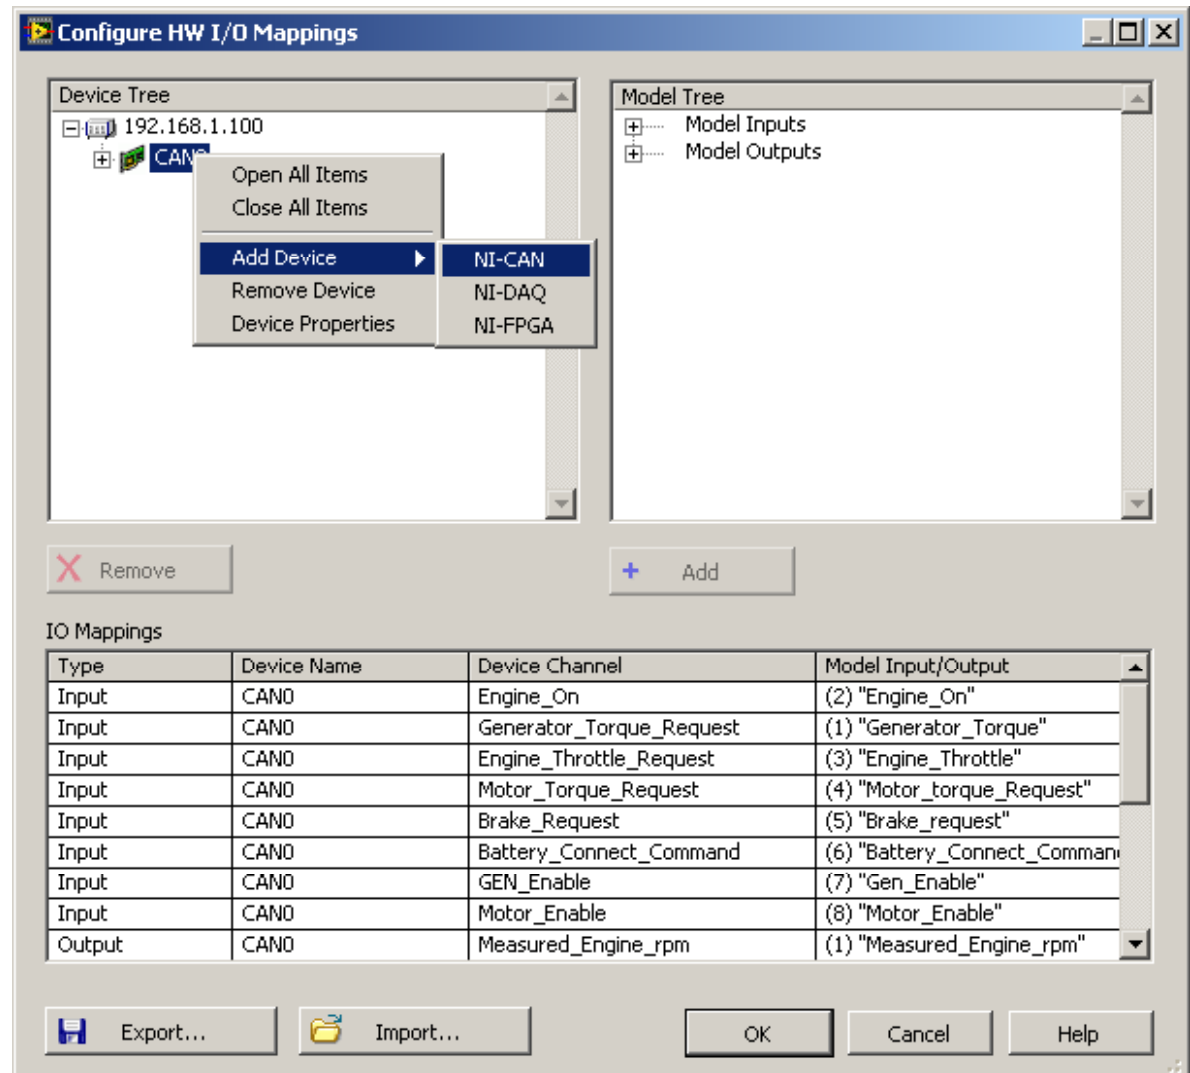 Configure HW I/O Mappings
Device Tree
192.168.1.100
Open All Items
Close All Items
Add Device
Remove Device
Device Properties
NI-CAN
NI-DAQ
NI-FPGA
Model Tree
Model Inputs
Model Outputs
Remove
Add
IO Mappings
Type Device Name Device Channel Model Input/Output
Input CAN0 Engine_On (2) "Engine_On"
Input CAN0 Generator_Torque_Request (1) "Generator_Torque"
Input CAN0 Engine_Throttle_Request (3) "Engine_Throttle"
Input CAN0 Motor_Torque_Request (4) "Motor_torque_Request"
Input CAN0 Brake_Request (5) "Brake_request"
Input CAN0 Battery_Connect_Command (6) "Battery_Connect_Comman
Input CAN0 GEN_Enable (7) "Gen_Enable"
Input CAN0 Motor_Enable (8) "Motor_Enable"
Output CAN0 Measured_Engine_rpm (1) "Measured_Engine_rpm"
Export... Import... OK Cancel Help